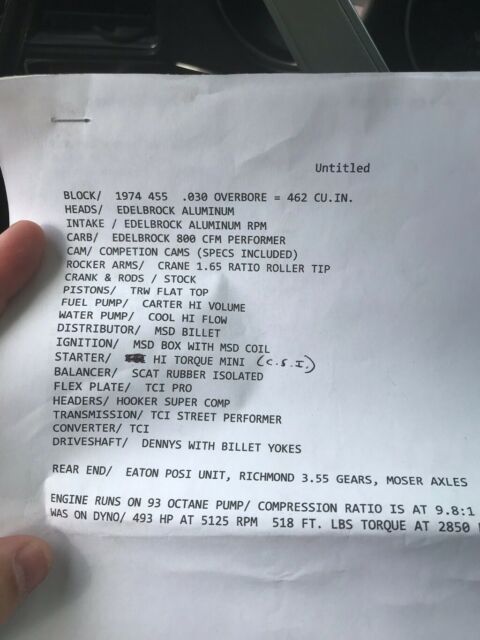 Untitled
BLOCK/ 1974 455 .030 OVERBORE = 462 CU.IN.
HEADS/ EDELBROCK ALUMINUM
INTAKE / EDELBROCK ALUMINUM RPM
CARB/ EDELBROCK 800 CFM PERFORMER
CAM/ COMPETION CAMS (SPECS INCLUDED)
ROCKER ARMS/ CRANE 1.65 RATIO ROLLER TIP
CRANK & RODS / STOCK
PISTONS/ TRW FLAT TOP
FUEL PUMP/ CARTER HI VOLUME
WATER PUMP/ COOL HI FLOW
DISTRIBUTOR/ MSD BILLET
IGNITION/ MSD BOX WITH MSD COIL
STARTER/ HI TORQUE MINI (C.S.I.)
BALANCER/ SCAT RUBBER ISOLATED
FLEX PLATE/ TCI PRO
HEADERS/ HOOKER SUPER COMP
TRANSMISSION/ TCI STREET PERFORMER
CONVERTER/ TCI
DRIVESHAFT/ DENNYS WITH BILLET YOKES
REAR END/ EATON POSI UNIT, RICHMOND 3.55 GEARS, MOSER AXLES
ENGINE RUNS ON 93 OCTANE PUMP/ COMPRESSION RATIO IS AT 9.8:1
WAS ON DYNO/ 493 HP AT 5125 RPM 518 FT. LBS TORQUE AT 2850